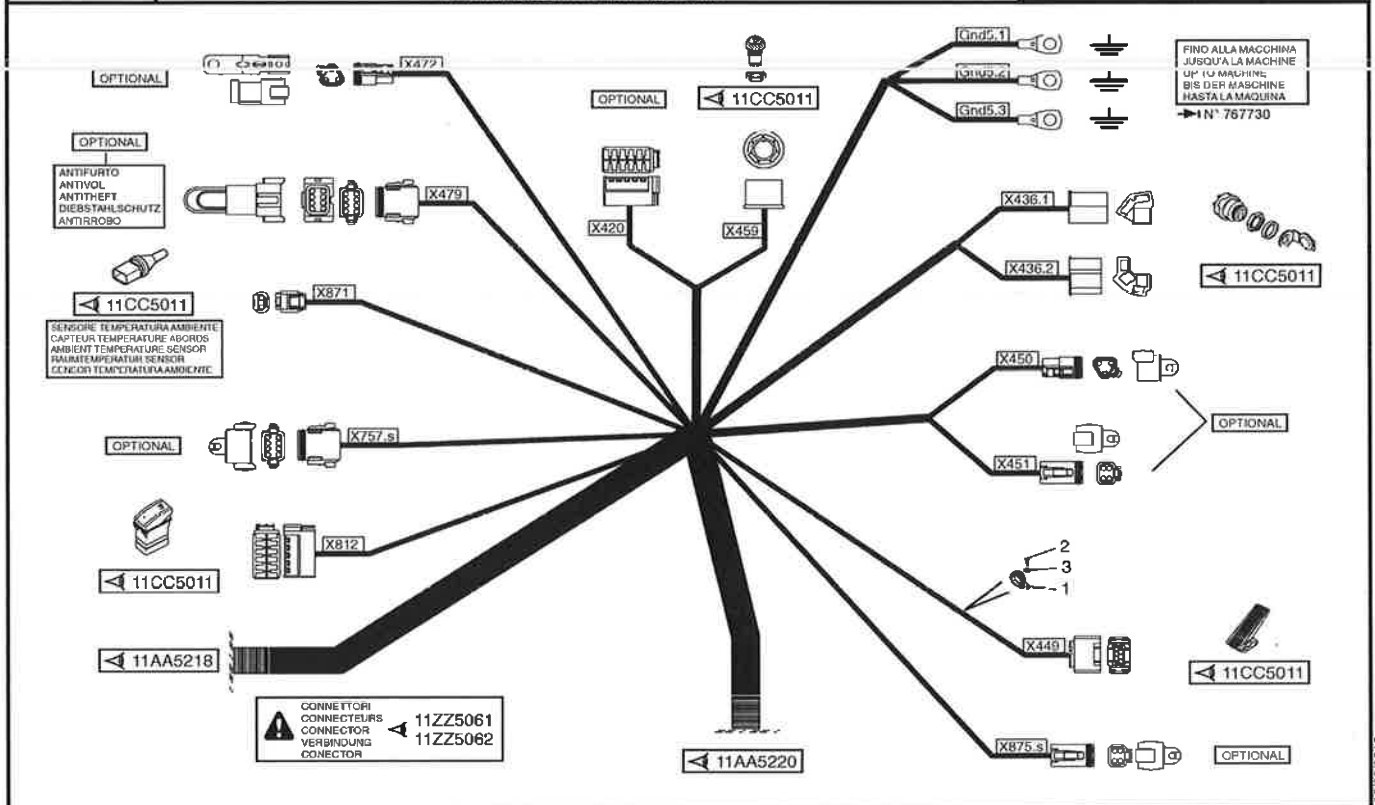 OPTIONAL
X472
11CC5011
OPTIONAL
Gnd5.1
Gnd5.2
Gnd5.3
FINO ALLA MACCHINA
JUSQU'A LA MACHINE
UP TO MACHINE
BIS DER MASCHINE
HASTA LA MAQUINA
N° 767730
OPTIONAL
ANTIFURTO
ANTIVOL
ANTITHEFT
DIEBSTAHLSCHUTZ
ANTIRROBO
X479
X420
X459
X436.1
X436.2
11CC5011
11CC5011
SENSORE TEMPERATURA AMBIENTE
CAPTEUR TEMPERATURE ABORDS
AMBIENT TEMPERATURE SENSOR
RAUMTEMPERATUR SENSOR
SENSOR TEMPERATURA AMBIENTE
X871
X450
OPTIONAL
X451
OPTIONAL
X757.s
X812
11CC5011
2
3
1
X449
11CC5011
11AA5218
CONNETTORI
CONNECTEURS
CONNECTOR
VERBINDUNG
CONECTOR
11ZZ5061
11ZZ5062
11AA5220
X875.s
OPTIONAL